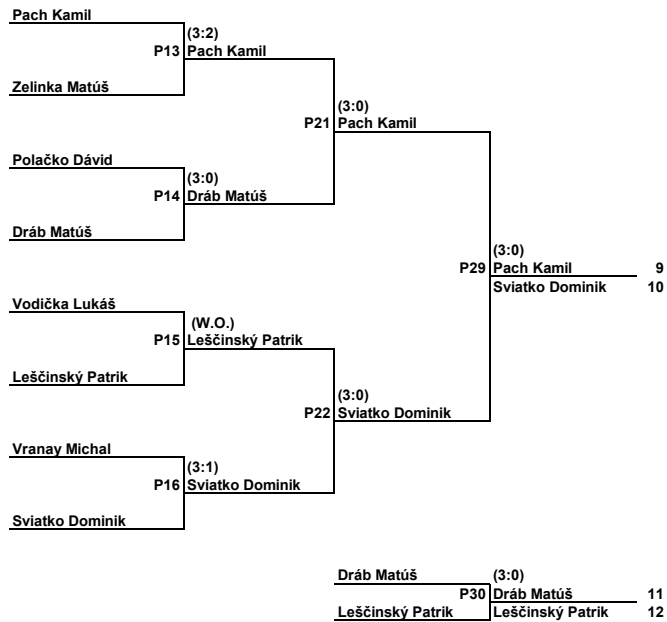 Pach Kamil
(3:2)
P13 Pach Kamil
Zelinka Matúš
(3:0)
P21 Pach Kamil
Polačko Dávid
(3:0)
P14 Dráb Matúš
Dráb Matúš
(3:0)
P29 Pach Kamil 9
Sviatko Dominik 10
Vodička Lukáš
(W.O.)
P15 Leščinský Patrik
Leščinský Patrik
(3:0)
P22 Sviatko Dominik
Vranay Michal
(3:1)
P16 Sviatko Dominik
Sviatko Dominik
Dráb Matúš (3:0)
P30 Dráb Matúš 11
Leščinský Patrik Leščinský Patrik 12